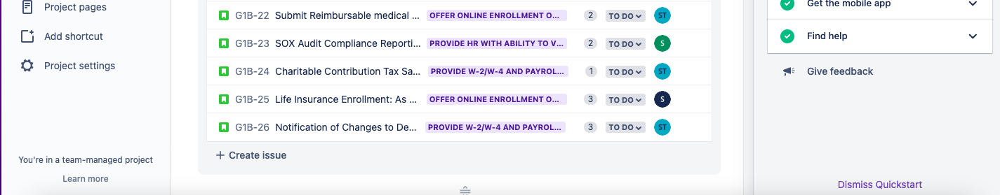 Project pages
Add shortcut
Project settings
You're in a team-managed project
Learn more
G1B-22 Submit Reimbursable medical ... OFFER ONLINE ENROLLMENT O... 2 TO DO ST
G1B-23 SOX Audit Compliance Reporti... PROVIDE HR WITH ABILITY TO V... 2 TO DO S
G1B-24 Charitable Contribution Tax Sa... PROVIDE W-2/W-4 AND PAYROL... 1 TO DO ST
G1B-25 Life Insurance Enrollment: As ... OFFER ONLINE ENROLLMENT O... 3 TO DO S
G1B-26 Notification of Changes to De... PROVIDE W-2/W-4 AND PAYROL... 3 TO DO ST
+ Create issue
Get the mobile app
Find help
Give feedback
Dismiss Quickstart